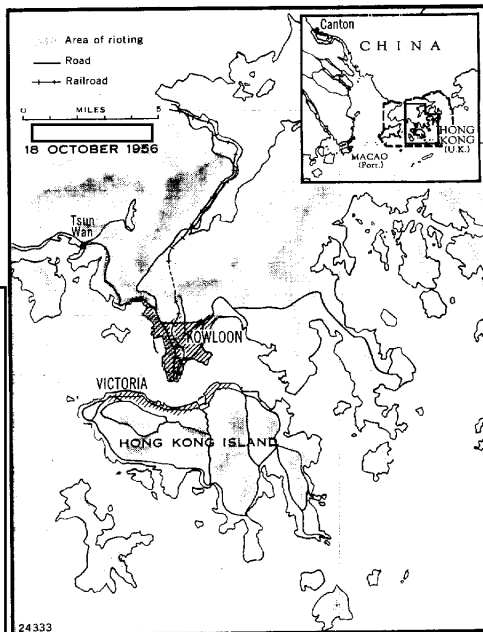 Area of rioting
Road
Railroad
0 5
MILES
18 OCTOBER 1956
Canton
CHINA
HONG
KONG
(U.K.)
MACAO
(Port.)
Tsun
Wan
KOWLOON
VICTORIA
HONG KONG ISLAND
24333